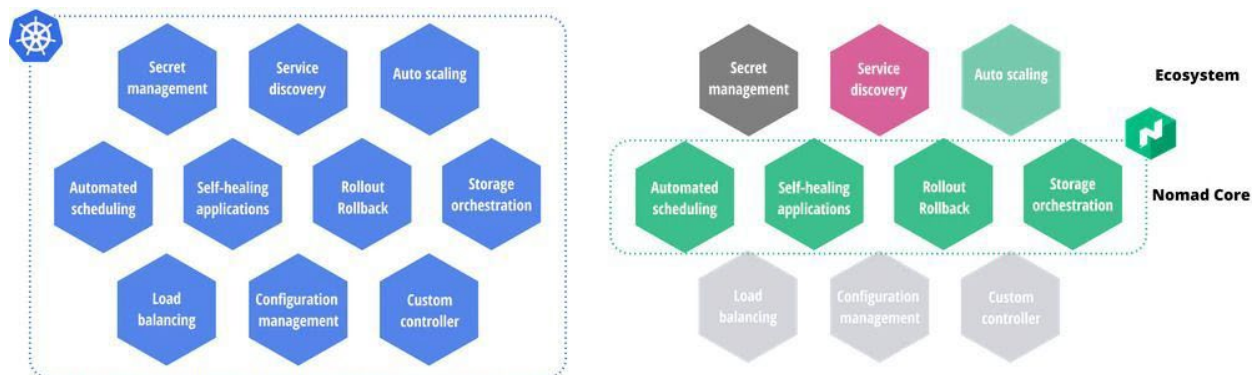 Secret
management
Service
discovery
Auto scaling
Automated
scheduling
Self-healing
applications
Rollout
Rollback
Storage
orchestration
Load
balancing
Configuration
management
Custom
controller
Secret
management
Service
discovery
Auto scaling
Ecosystem
Automated
scheduling
Self-healing
applications
Rollout
Rollback
Storage
orchestration
Nomad Core
Load
balancing
Configuration
management
Custom
controller